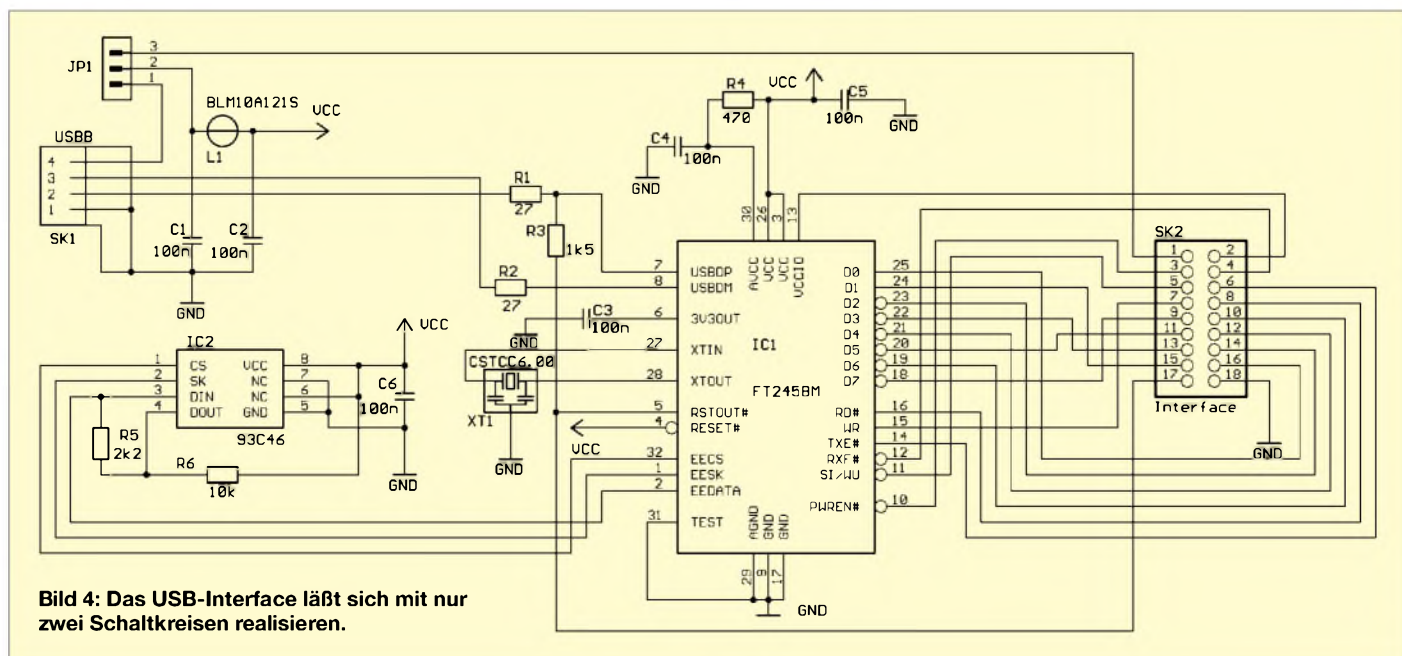 JP1
3
2
1
BLM10A121S
VCC
L1
USBB
4
3
2
1
SK1
C1
100n
C2
100n
GND
R1
27
R3
1k5
R2
27
C3
100n
GND
R4
470
VCC
C5
100n
GND
C4
100n
GND
30
26
3
13
AVCC
VCC
VCC
VCCIO
7 USBDP
8 USBDM
6 3V3OUT
27 XTIN
28 XTOUT
5 RSTOUT#
4 RESET#
32 EECS
1 EESK
2 EEDATA
31 TEST
IC1
FT245BM
D0 25
D1 24
D2 23
D3 22
D4 21
D5 20
D6 19
D7 18
RD# 16
WR 15
TXE# 14
RXF# 12
SI/WU 11
PWREN# 10
AGND
GND
GND
29
9
17
GND
CSTCC6.00
XT1
GND
VCC
IC2
1 CS VCC 8
2 SK NC 7
3 DIN NC 6
4 DOUT GND 5
93C46
VCC
C6
100n
GND
R5
2k2
R6
10k
SK2
1 2
3 4
5 6
7 8
9 10
11 12
13 14
15 16
17 18
Interface
GND
Bild 4: Das USB-Interface läßt sich mit nur
zwei Schaltkreisen realisieren.